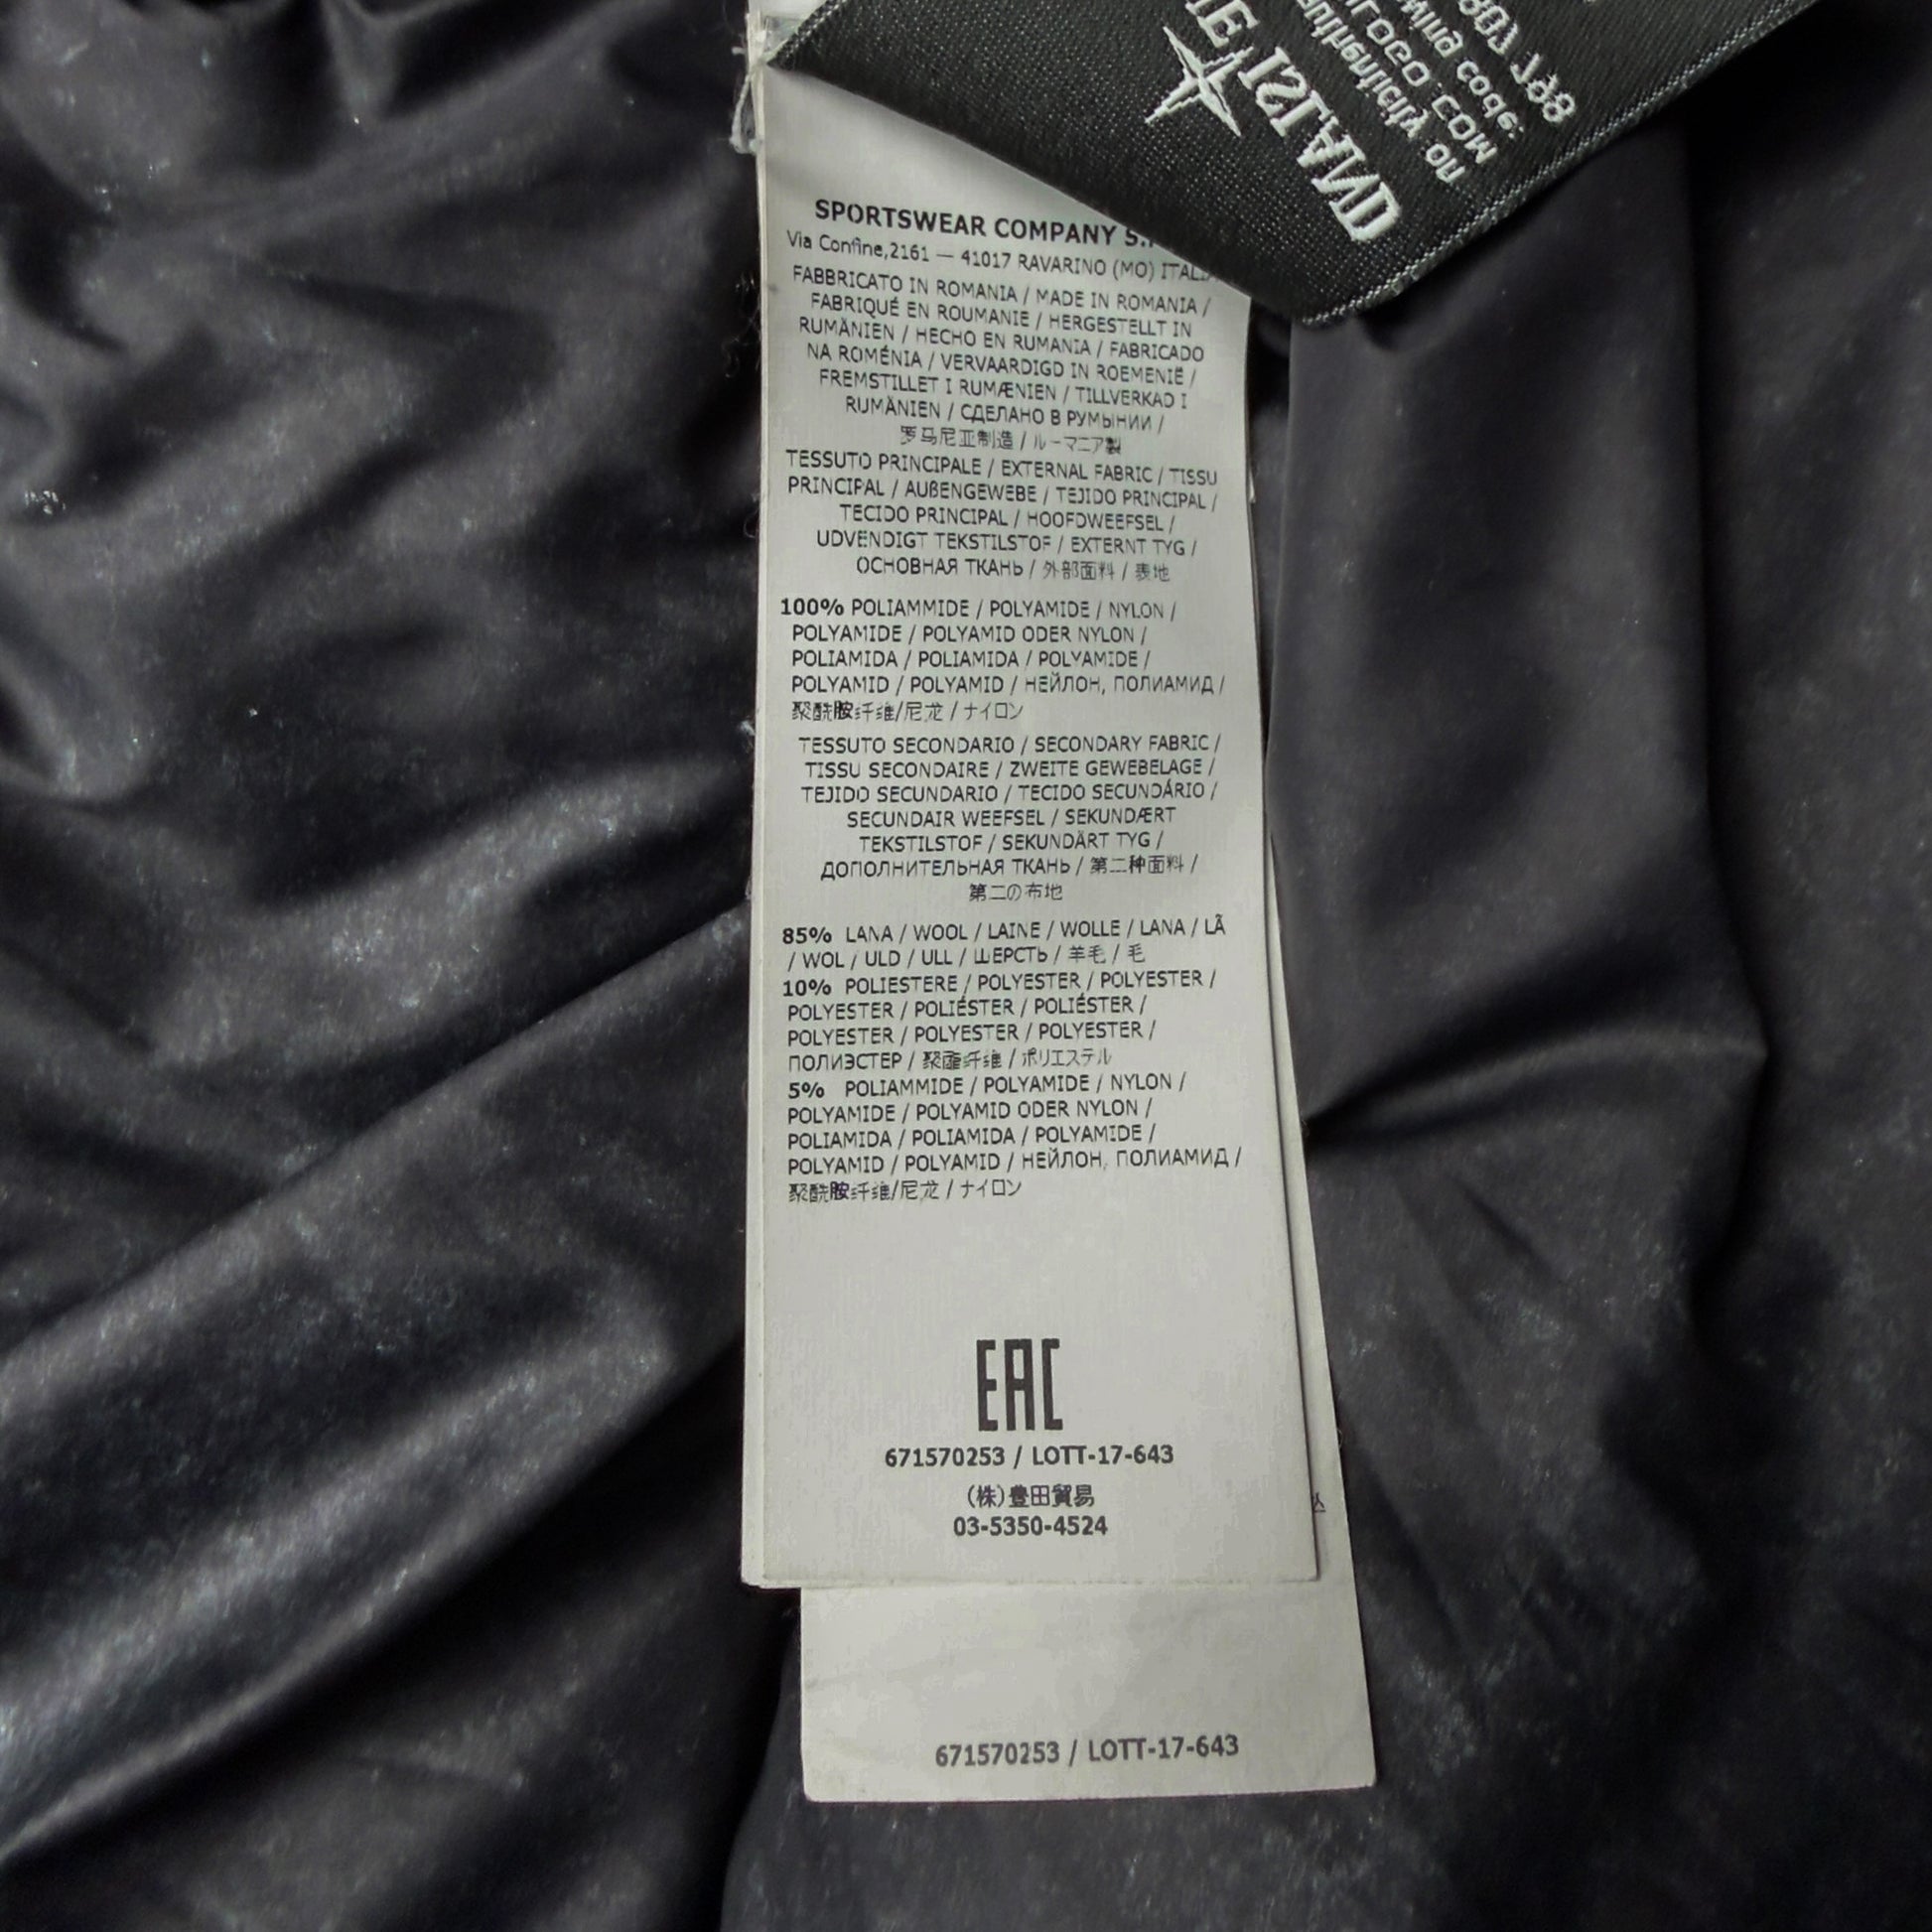 SPORTSWEAR COMPANY
Via Confine,2161 — 41017 RAVARINO (MO) ITALIA
FABBRICATO IN ROMANIA / MADE IN ROMANIA /
FABRIQUÉ EN ROUMANIE / HERGESTELLT IN
RUMÄNIEN / HECHO EN RUMANIA / FABRICADO
NA ROMÉNIA / VERVAARDIGD IN ROEMENIË /
FREMSTILLET I RUMÆNIEN / TILLVERKAD I
RUMÄNIEN / СДЕЛАНО В РУМЫНИИ /
罗马尼亚制造 / ルーマニア製
TESSUTO PRINCIPALE / EXTERNAL FABRIC / TISSU
PRINCIPAL / AUßENGEWEBE / TEJIDO PRINCIPAL /
TECIDO PRINCIPAL / HOOFDWEEFSEL /
UDVENDIGT TEKSTILSTOF / EXTERNT TYG /
ОСНОВНАЯ ТКАНЬ / 外部面料 / 表地
100% POLIAMMIDE / POLYAMIDE / NYLON /
POLYAMIDE / POLYAMID ODER NYLON /
POLIAMIDA / POLIAMIDA / POLYAMIDE /
POLYAMID / POLYAMID / НЕЙЛОН, ПОЛИАМИД /
聚酰胺纤维/尼龙 / ナイロン
TESSUTO SECONDARIO / SECONDARY FABRIC /
TISSU SECONDAIRE / ZWEITE GEWEBELAGE /
TEJIDO SECUNDARIO / TECIDO SECUNDÁRIO /
SECUNDAIR WEEFSEL / SEKUNDÆRT
TEKSTILSTOF / SEKUNDÄRT TYG /
ДОПОЛНИТЕЛЬНАЯ ТКАНЬ / 第二种面料 /
第二の布地
85% LANA / WOOL / LAINE / WOLLE / LANA / LÃ
/ WOL / ULD / ULL / ШЕРСТЬ / 羊毛 / 毛
10% POLIESTERE / POLYESTER / POLYESTER /
POLYESTER / POLIÉSTER / POLIÉSTER /
POLYESTER / POLYESTER / POLYESTER /
ПОЛИЭСТЕР / 聚酯纤维 / ポリエステル
5% POLIAMMIDE / POLYAMIDE / NYLON /
POLYAMIDE / POLYAMID ODER NYLON /
POLIAMIDA / POLIAMIDA / POLYAMIDE /
POLYAMID / POLYAMID / НЕЙЛОН, ПОЛИАМИД /
聚酰胺纤维/尼龙 / ナイロン
EAC
671570253 / LOTT-17-643
(株)豊田貿易
03-5350-4524
671570253 / LOTT-17-643